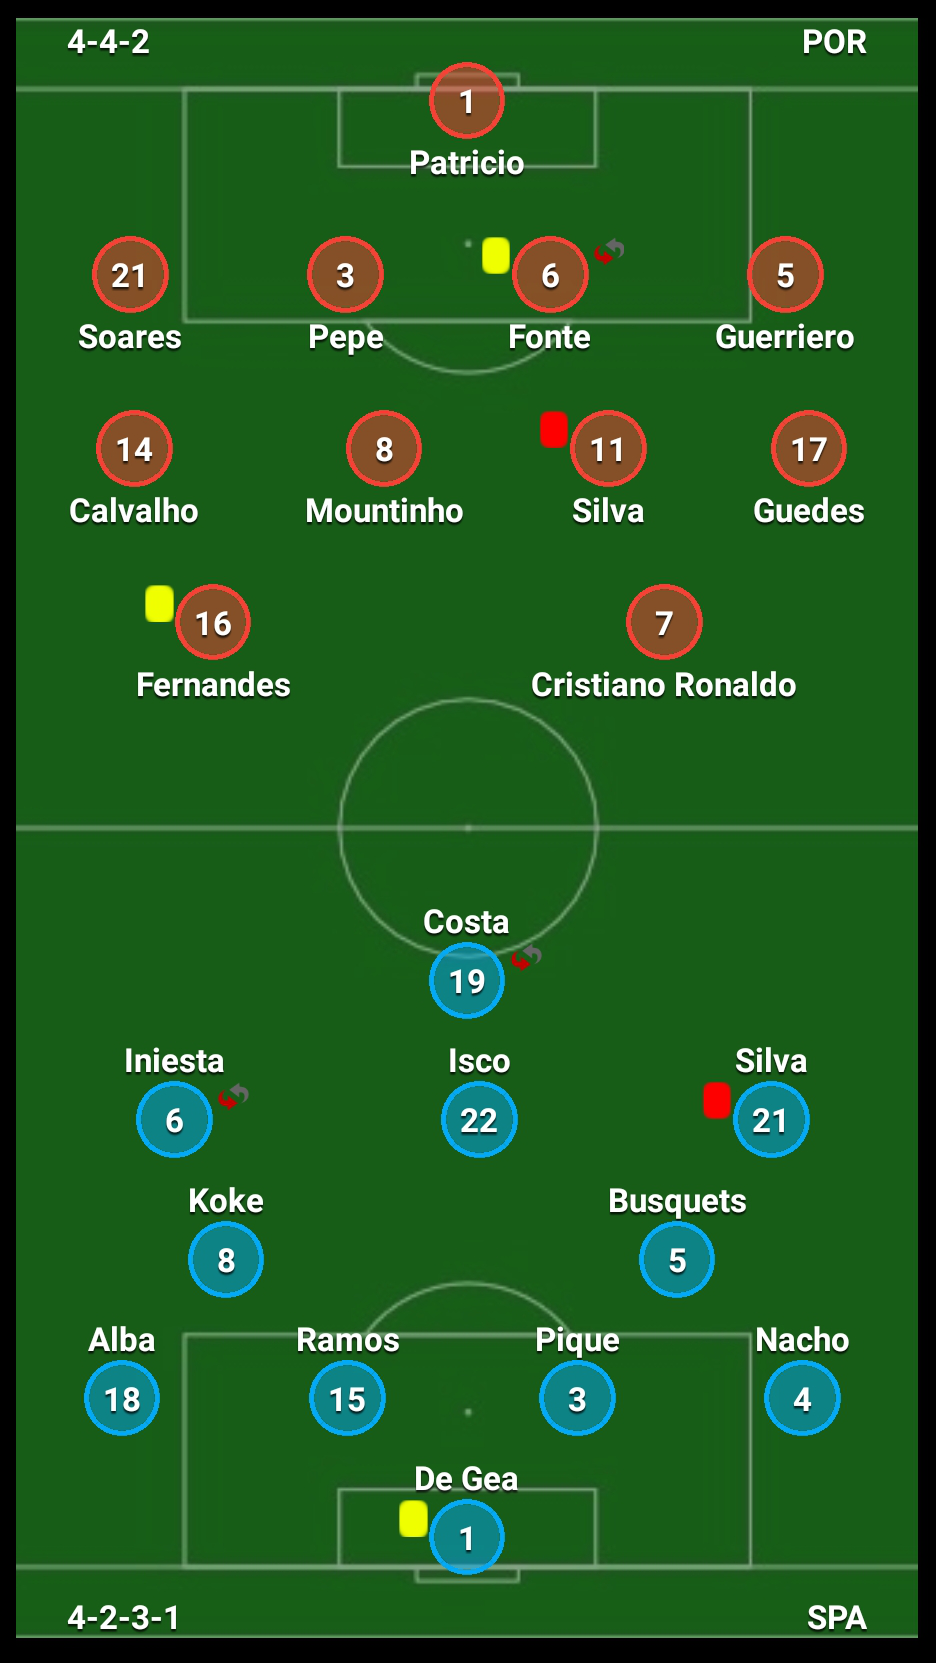 4-4-2 POR
1
Patricio
21 3 6 5
Soares Pepe Fonte Guerriero
14 8 11 17
Calvalho Mountinho Silva Guedes
16 7
Fernandes Cristiano Ronaldo
Costa
19
Iniesta Isco Silva
6 22 21
Koke Busquets
8 5
Alba Ramos Pique Nacho
18 15 3 4
De Gea
1
4-2-3-1 SPA